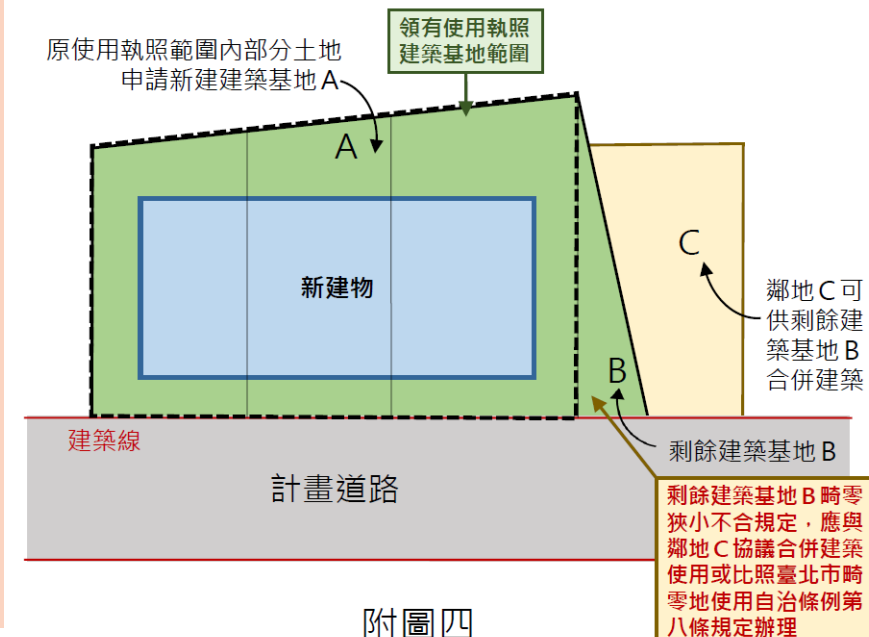 領有使用執照
建築基地範圍
原使用執照範圍內部分土地
申請新建建築基地A
A
新建物
C
鄰地C可
供剩餘建
築基地B
合併建築
B
建築線
剩餘建築基地B
計畫道路
剩餘建築基地B畸零
狹小不合規定，應與
鄰地C協議合併建築
使用或比照臺北市畸
零地使用自治條例第
八條規定辦理
附圖四